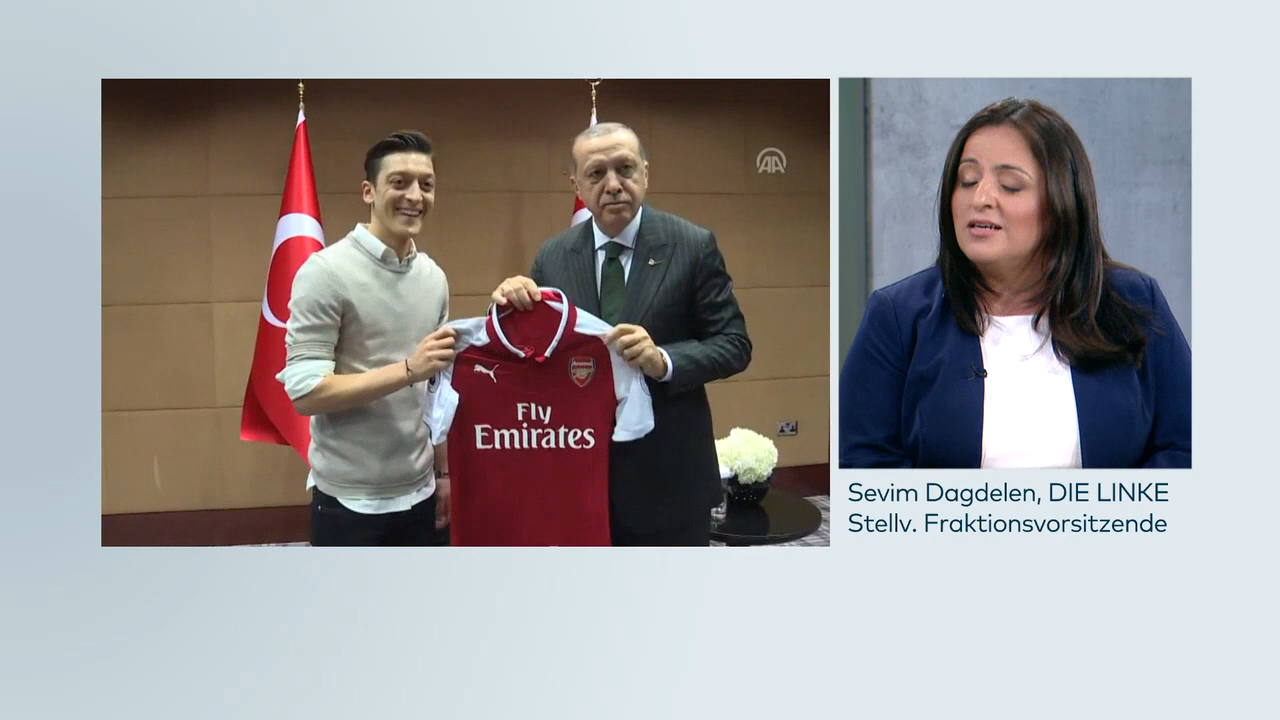 AA
Fly
Emirates
Arsenal
Sevim Dagdelen, DIE LINKE
Stellv. Fraktionsvorsitzende